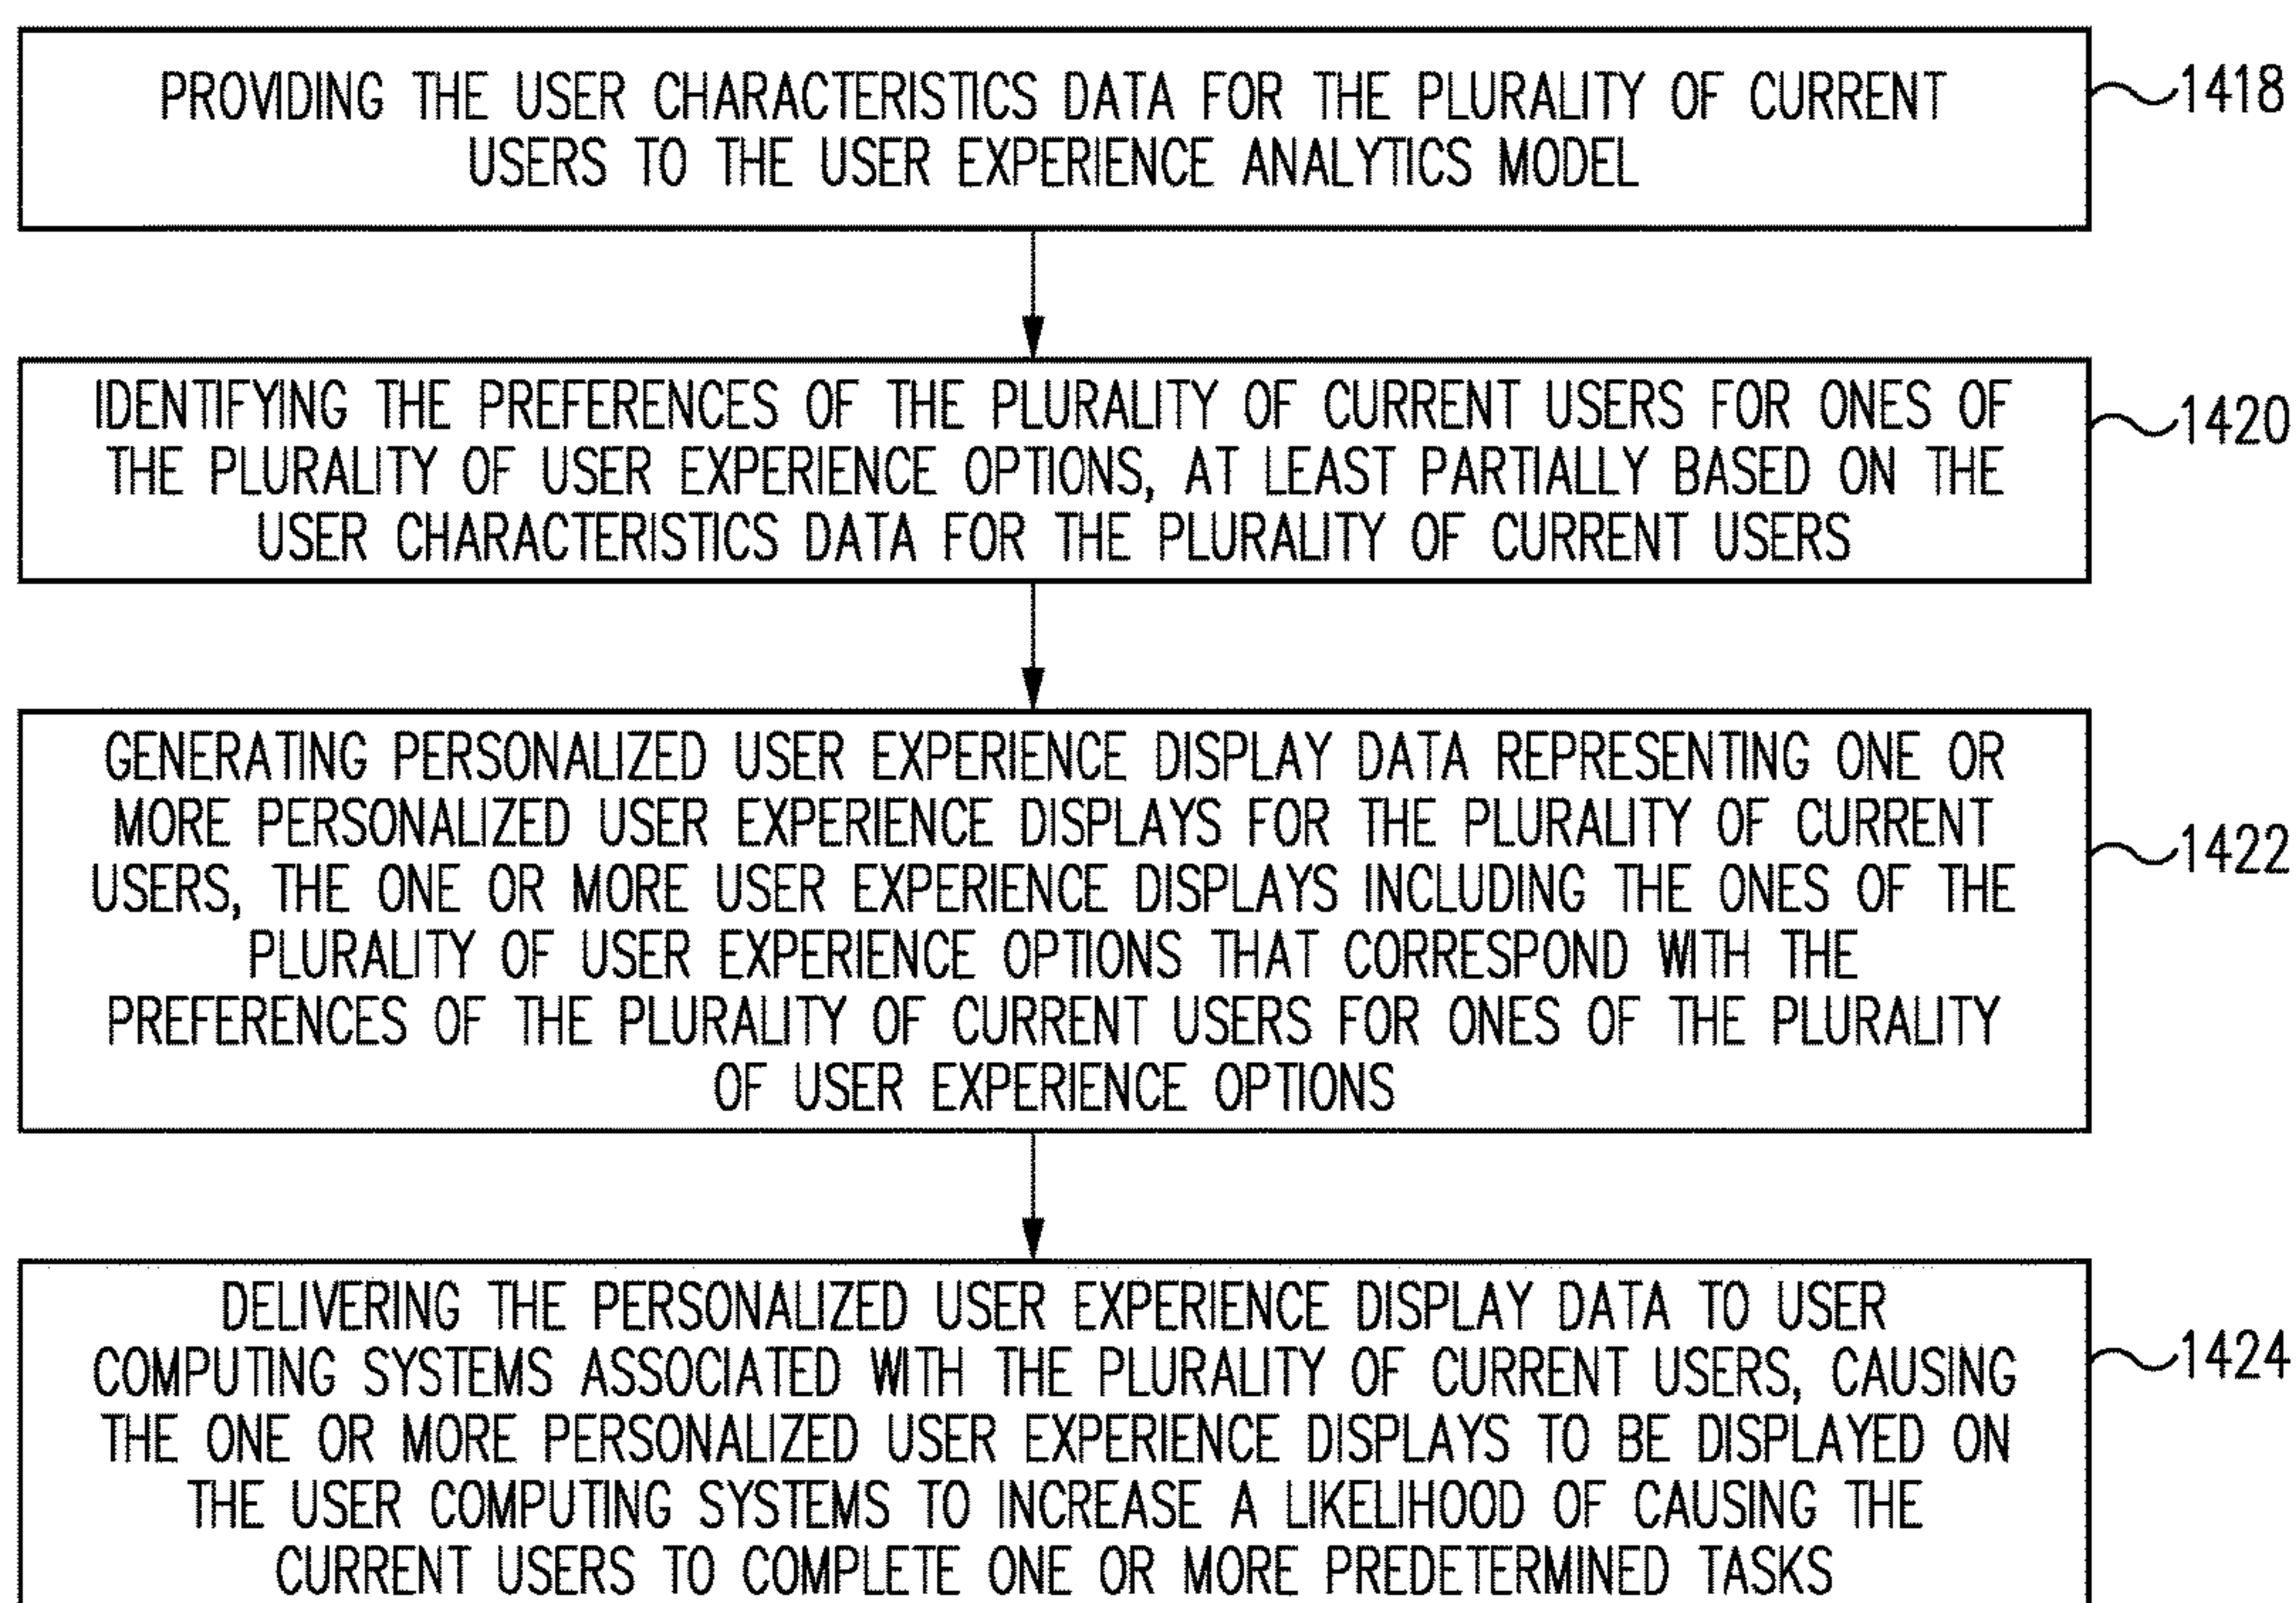 PROVIDING THE USER CHARACTERISTICS DATA FOR THE PLURALITY OF CURRENT
USERS TO THE USER EXPERIENCE ANALYTICS MODEL
1418
IDENTIFYING THE PREFERENCES OF THE PLURALITY OF CURRENT USERS FOR ONES OF
THE PLURALITY OF USER EXPERIENCE OPTIONS, AT LEAST PARTIALLY BASED ON THE
USER CHARACTERISTICS DATA FOR THE PLURALITY OF CURRENT USERS
1420
GENERATING PERSONALIZED USER EXPERIENCE DISPLAY DATA REPRESENTING ONE OR
MORE PERSONALIZED USER EXPERIENCE DISPLAYS FOR THE PLURALITY OF CURRENT
USERS, THE ONE OR MORE USER EXPERIENCE DISPLAYS INCLUDING THE ONES OF THE
PLURALITY OF USER EXPERIENCE OPTIONS THAT CORRESPOND WITH THE
PREFERENCES OF THE PLURALITY OF CURRENT USERS FOR ONES OF THE PLURALITY
OF USER EXPERIENCE OPTIONS
1422
DELIVERING THE PERSONALIZED USER EXPERIENCE DISPLAY DATA TO USER
COMPUTING SYSTEMS ASSOCIATED WITH THE PLURALITY OF CURRENT USERS, CAUSING
THE ONE OR MORE PERSONALIZED USER EXPERIENCE DISPLAYS TO BE DISPLAYED ON
THE USER COMPUTING SYSTEMS TO INCREASE A LIKELIHOOD OF CAUSING THE
CURRENT USERS TO COMPLETE ONE OR MORE PREDETERMINED TASKS
1424